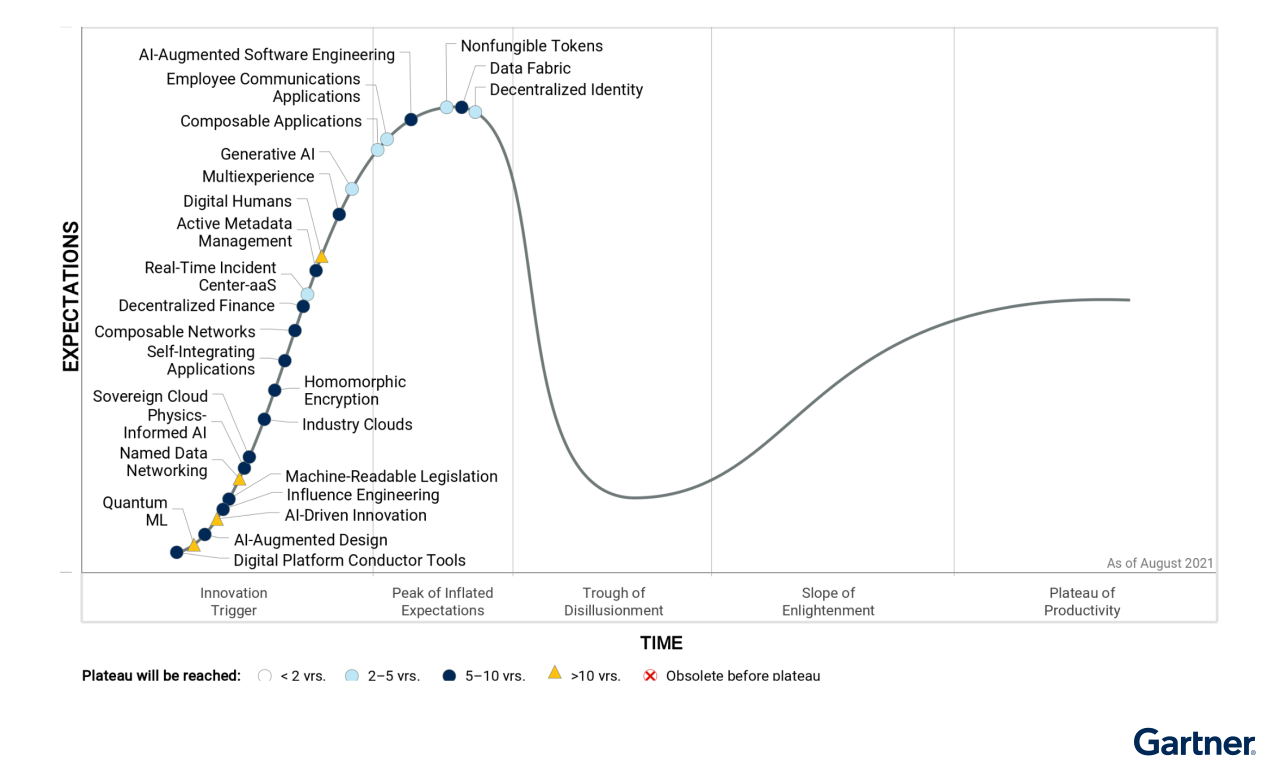 AI-Augmented Software Engineering
Nonfungible Tokens
Data Fabric
Employee Communications
Applications
Decentralized Identity
Composable Applications
Generative AI
Multiexperience
Digital Humans
Active Metadata
Management
Real-Time Incident
Center-aaS
Decentralized Finance
Composable Networks
Self-Integrating
Applications
Homomorphic
Encryption
Sovereign Cloud
Physics-
Informed AI
Industry Clouds
Named Data
Networking
Machine-Readable Legislation
Influence Engineering
Quantum
ML
AI-Driven Innovation
AI-Augmented Design
Digital Platform Conductor Tools
EXPECTATIONS
As of August 2021
Innovation
Trigger
Peak of Inflated
Expectations
Trough of
Disillusionment
Slope of
Enlightenment
Plateau of
Productivity
TIME
Plateau will be reached: < 2 yrs. 2–5 yrs. 5–10 yrs. >10 yrs. Obsolete before plateau
Gartner